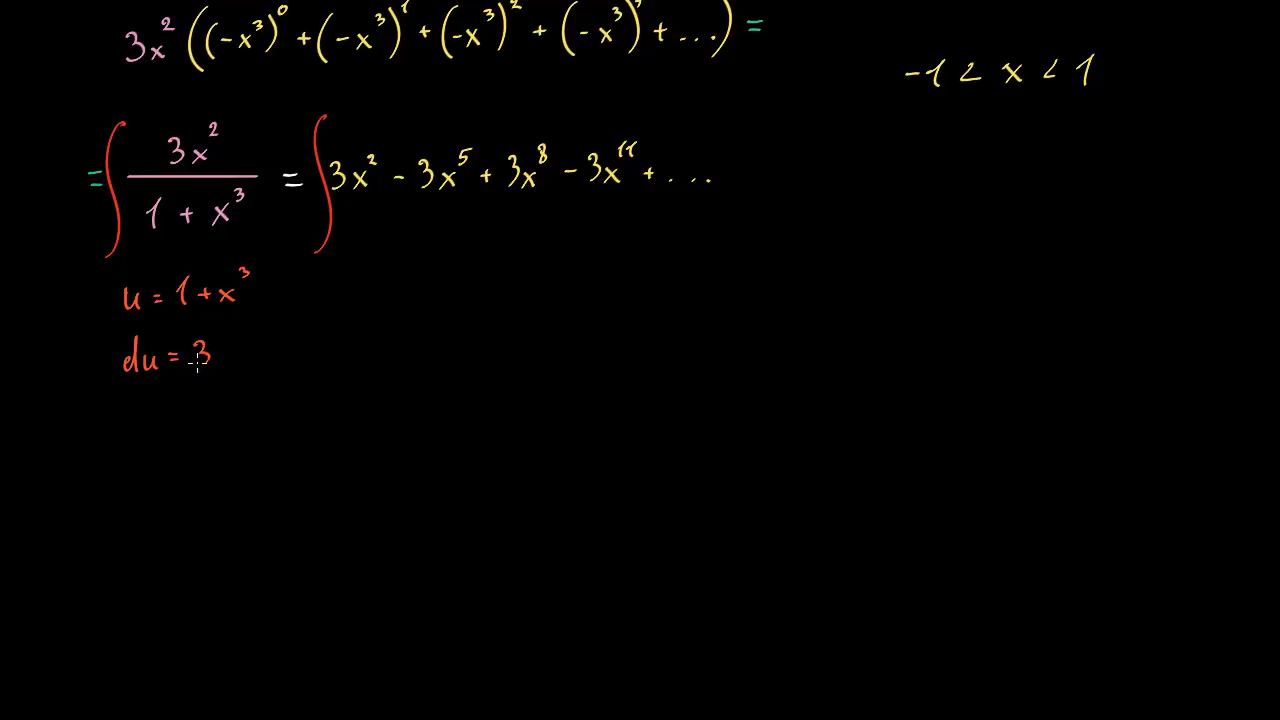 3x² ((-x³)⁰ + (-x³)¹ + (-x³)² + (-x³)³ + ...) =
-1 < x < 1
= ∫ 3x² / (1 + x³) = ∫ 3x² - 3x⁵ + 3x⁸ - 3x¹¹ + ...
u = 1 + x³
du = 3